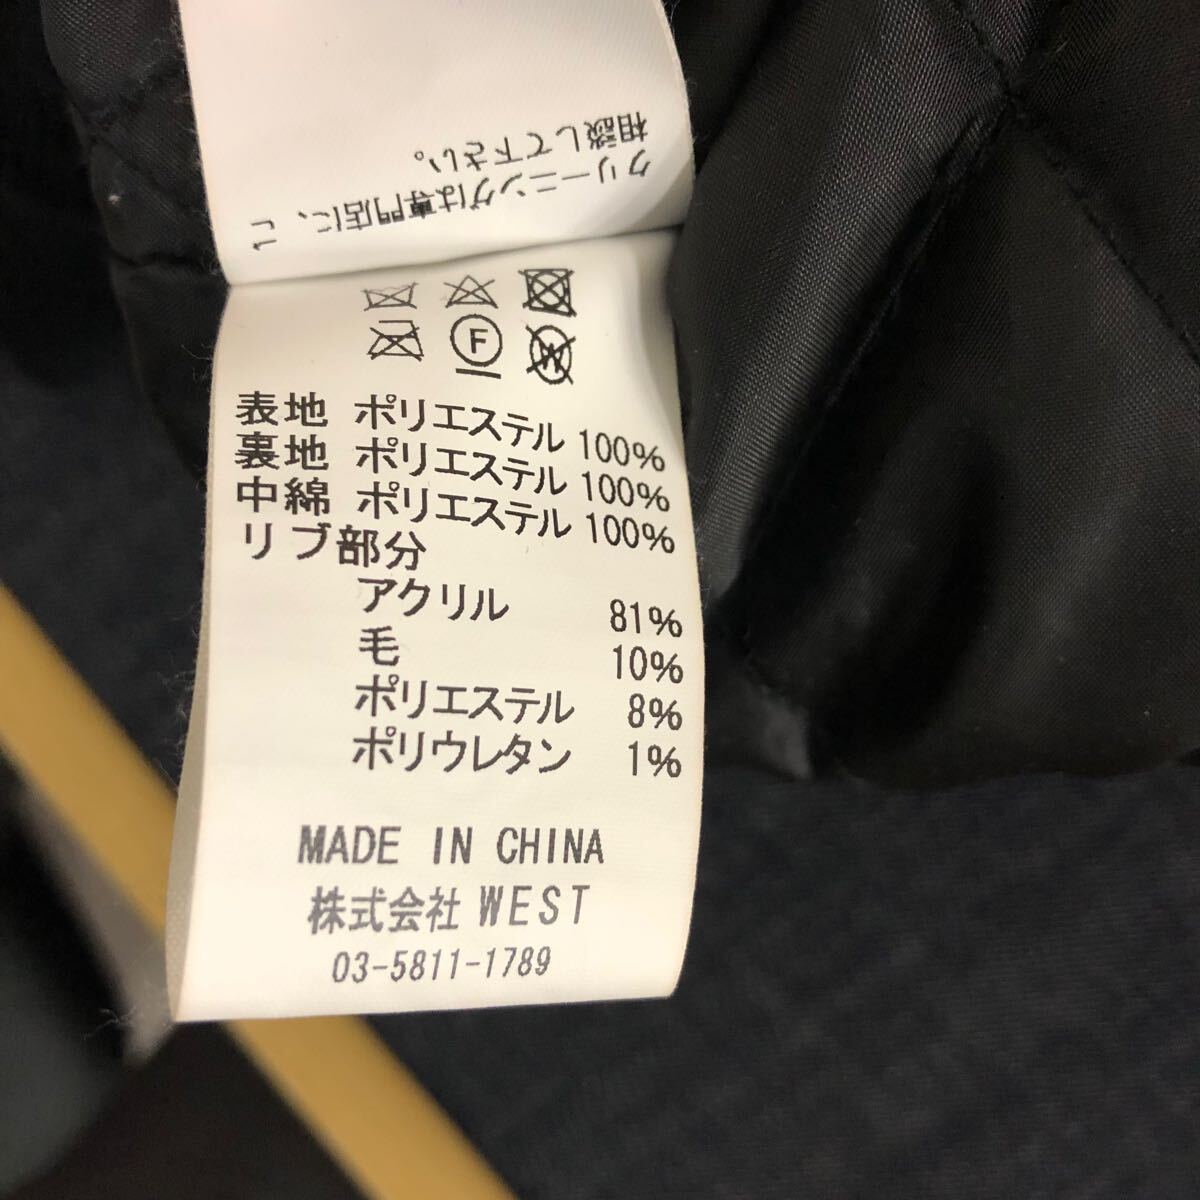 クリーニングは専門店に、ご
相談して下さい。
F
W
表地 ポリエステル 100%
裏地 ポリエステル 100%
中綿 ポリエステル 100%
リブ部分
アクリル 81%
毛 10%
ポリエステル 8%
ポリウレタン 1%
MADE IN CHINA
株式会社 WEST
03-5811-1789